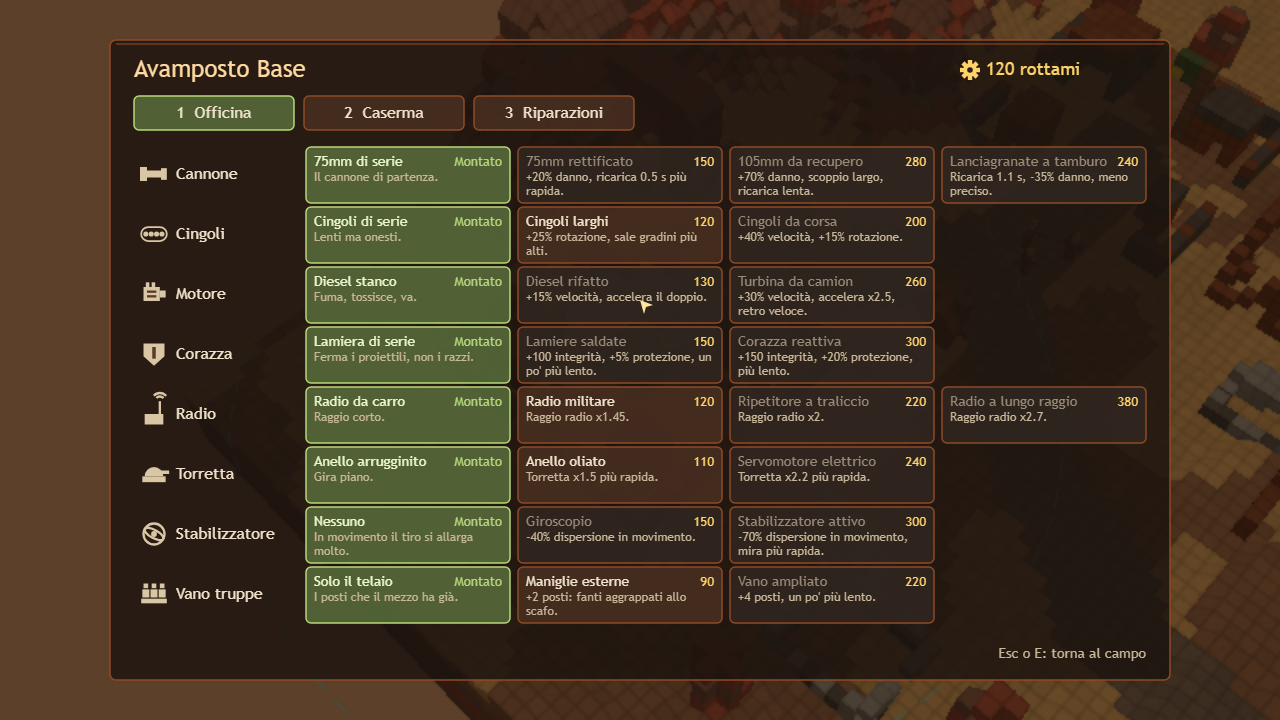 Avamposto Base
120 rottami
1 Officina
2 Caserma
3 Riparazioni
Cannone
75mm di serie Montato
Il cannone di partenza.
75mm rettificato 150
+20% danno, ricarica 0.5 s più
rapida.
105mm da recupero 280
+70% danno, scoppio largo,
ricarica lenta.
Lanciagranate a tamburo 240
Ricarica 1.1 s, -35% danno, meno
preciso.
Cingoli
Cingoli di serie Montato
Lenti ma onesti.
Cingoli larghi 120
+25% rotazione, sale gradini più
alti.
Cingoli da corsa 200
+40% velocità, +15% rotazione.
Motore
Diesel stanco Montato
Fuma, tossisce, va.
Diesel rifatto 130
+15% velocità, accelera il doppio.
Turbina da camion 260
+30% velocità, accelera x2.5,
retro veloce.
Corazza
Lamiera di serie Montato
Ferma i proiettili, non i razzi.
Lamiere saldate 150
+100 integrità, +5% protezione, un
po' più lento.
Corazza reattiva 300
+150 integrità, +20% protezione,
più lento.
Radio
Radio da carro Montato
Raggio corto.
Radio militare 120
Raggio radio x1.45.
Ripetitore a traliccio 220
Raggio radio x2.
Radio a lungo raggio 380
Raggio radio x2.7.
Torretta
Anello arrugginito Montato
Gira piano.
Anello oliato 110
Torretta x1.5 più rapida.
Servomotore elettrico 240
Torretta x2.2 più rapida.
Stabilizzatore
Nessuno Montato
In movimento il tiro si allarga
molto.
Giroscopio 150
-40% dispersione in movimento.
Stabilizzatore attivo 300
-70% dispersione in movimento,
mira più rapida.
Vano truppe
Solo il telaio Montato
I posti che il mezzo ha già.
Maniglie esterne 90
+2 posti: fanti aggrappati allo
scafo.
Vano ampliato 220
+4 posti, un po' più lento.
Esc o E: torna al campo